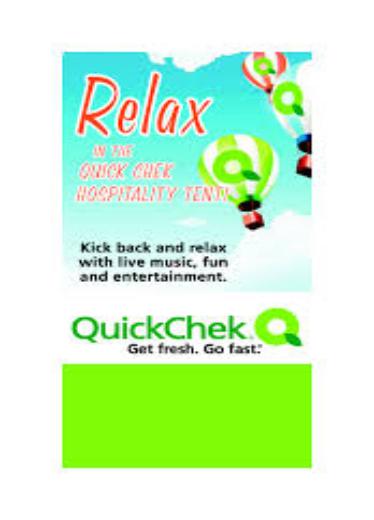 Relax
IN THE
QUICK CHEK
HOSPITALITY TENT!
Kick back and relax
with live music, fun
and entertainment.
QuickChek
Get fresh. Go fast.